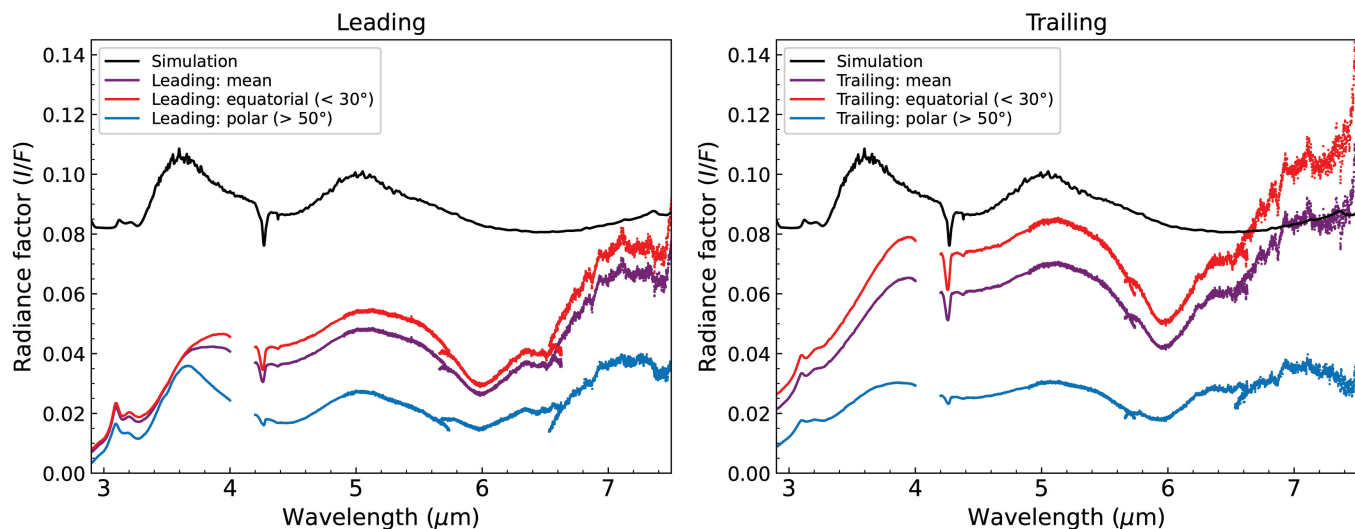 Leading
Radiance factor (I/F)
0.14
0.12
0.10
0.08
0.06
0.04
0.02
0.00
Simulation
Leading: mean
Leading: equatorial (< 30°)
Leading: polar (> 50°)
3 4 5 6 7
Wavelength (μm)
Trailing
Radiance factor (I/F)
0.14
0.12
0.10
0.08
0.06
0.04
0.02
0.00
Simulation
Trailing: mean
Trailing: equatorial (< 30°)
Trailing: polar (> 50°)
3 4 5 6 7
Wavelength (μm)